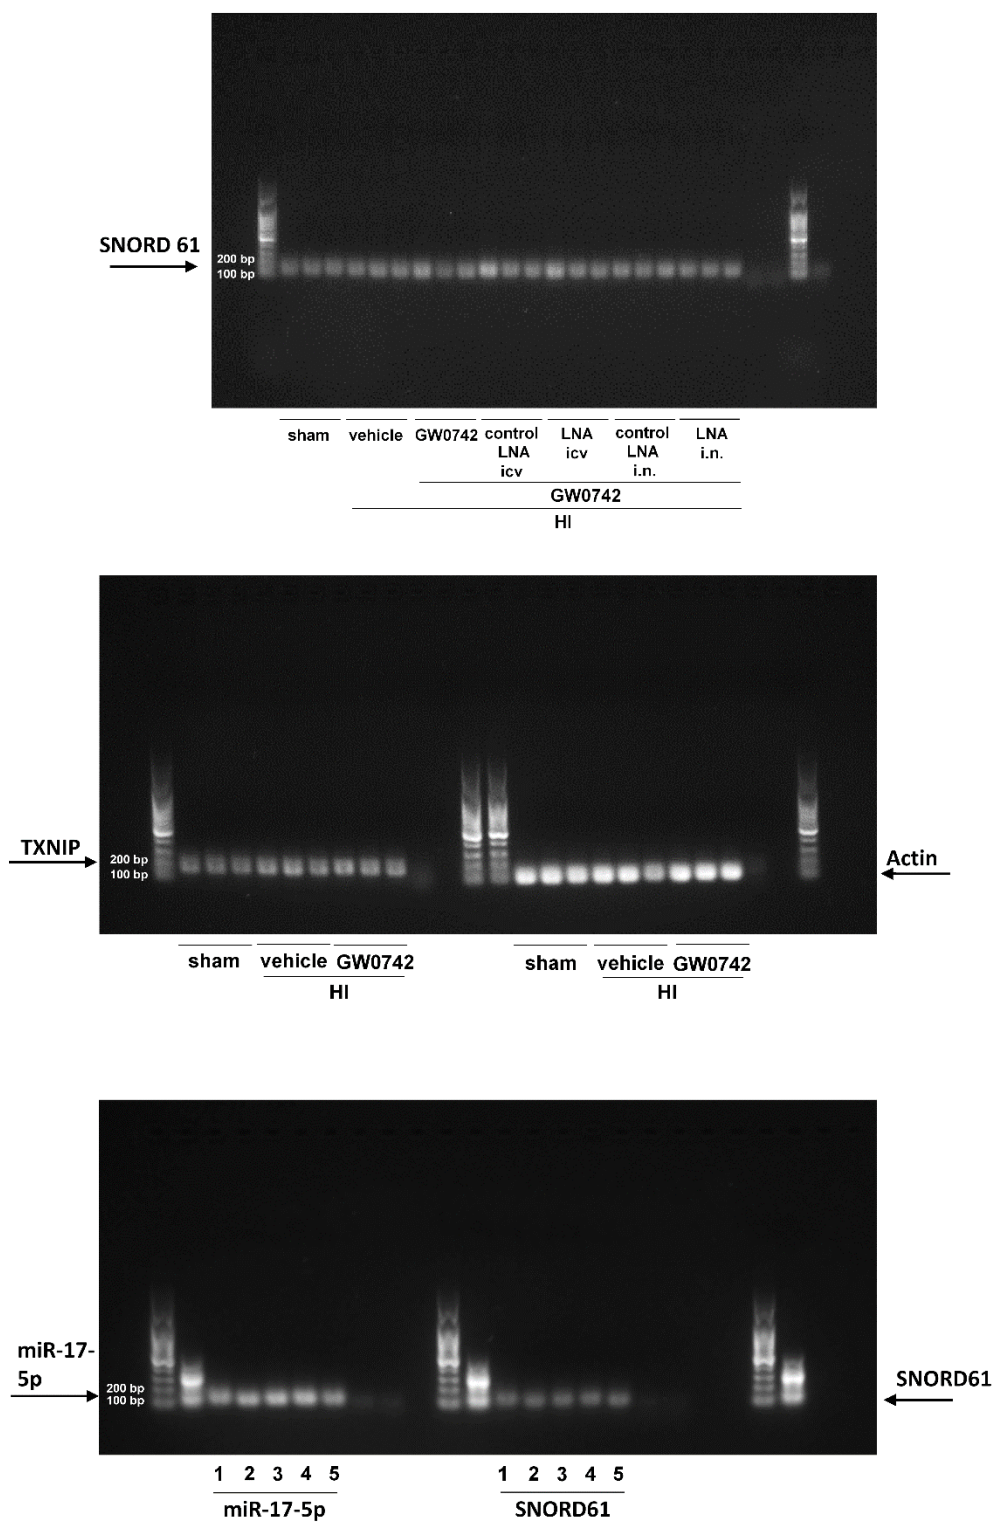 SNORD 61
200 bp
100 bp
sham vehicle GW0742 control LNA icv LNA icv control LNA i.n. LNA i.n.
GW0742
HI
TXNIP
200 bp
100 bp
Actin
sham vehicle GW0742 sham vehicle GW0742
HI HI
miR-17-
5p
200 bp
100 bp
SNORD61
1 2 3 4 5 1 2 3 4 5
miR-17-5p SNORD61